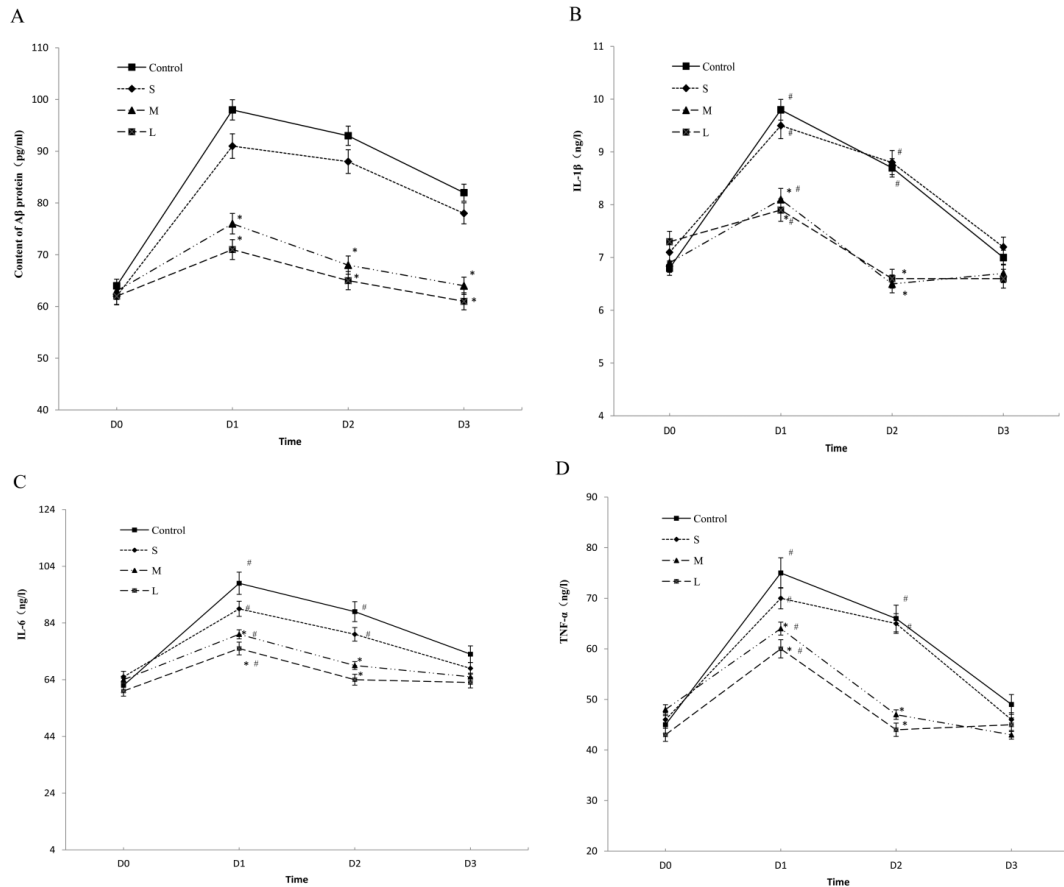 A
110
100
90
80
70
60
50
40
Content of Aβ protein（pg/ml）
Control
S
M
L
*
*
*
*
*
*
D0 D1 D2 D3
Time
B
11
10
9
8
7
6
5
4
IL-1β（ng/l）
Control
S
M
L
#
#
* #
*#
#
#
*
*
D0 D1 D2 D3
Time
C
124
104
84
64
44
24
4
IL-6（ng/l）
Control
S
M
L
#
#
* #
* #
#
#
*
*
D0 D1 D2 D3
Time
D
90
80
70
60
50
40
30
20
TNF-α（ng/l）
Control
S
M
L
#
#
* #
* #
#
#
*
*
D0 D1 D2 D3
Time